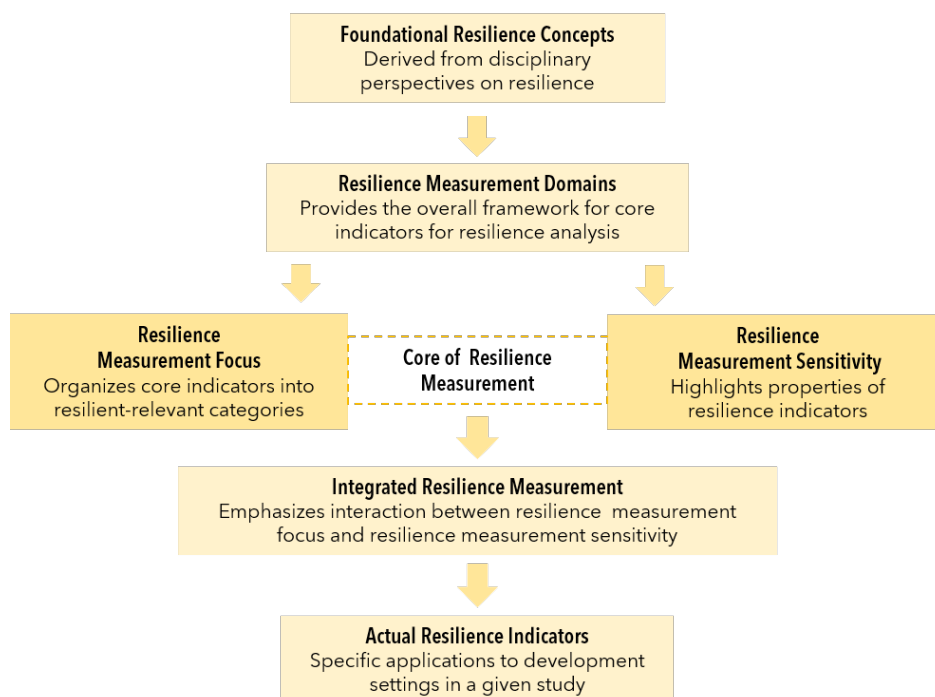 Foundational Resilience Concepts
Derived from disciplinary
perspectives on resilience
Resilience Measurement Domains
Provides the overall framework for core
indicators for resilience analysis
Resilience
Measurement Focus
Organizes core indicators into
resilient-relevant categories
Core of Resilience
Measurement
Resilience
Measurement Sensitivity
Highlights properties of
resilience indicators
Integrated Resilience Measurement
Emphasizes interaction between resilience measurement
focus and resilience measurement sensitivity
Actual Resilience Indicators
Specific applications to development
settings in a given study